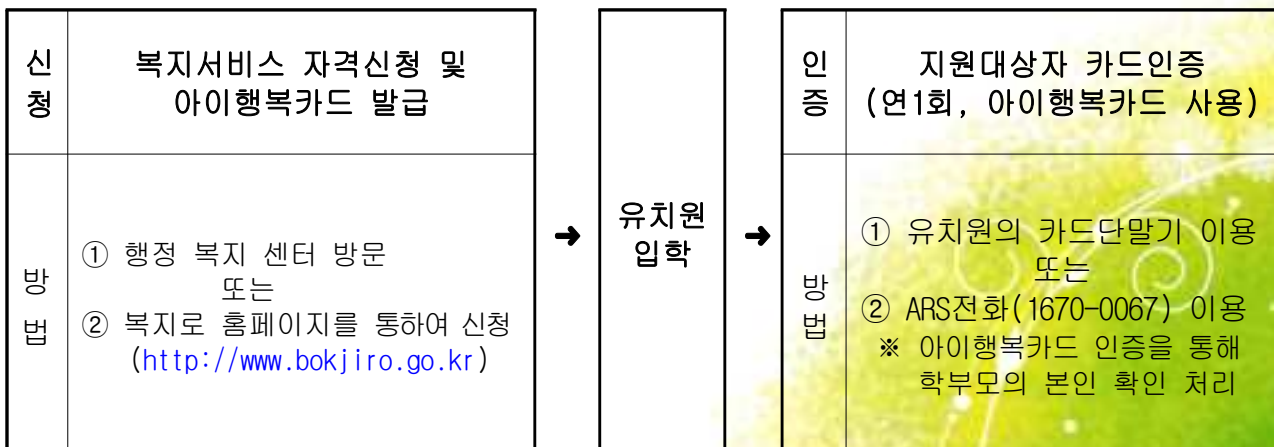 신청
복지서비스 자격신청 및
아이행복카드 발급
방법
① 행정 복지 센터 방문
또는
② 복지로 홈페이지를 통하여 신청
(http://www.bokjiro.go.kr)
➜
유치원
입학
➜
인증
지원대상자 카드인증
(연1회, 아이행복카드 사용)
방법
① 유치원의 카드단말기 이용
또는
② ARS전화(1670-0067) 이용
※ 아이행복카드 인증을 통해
학부모의 본인 확인 처리